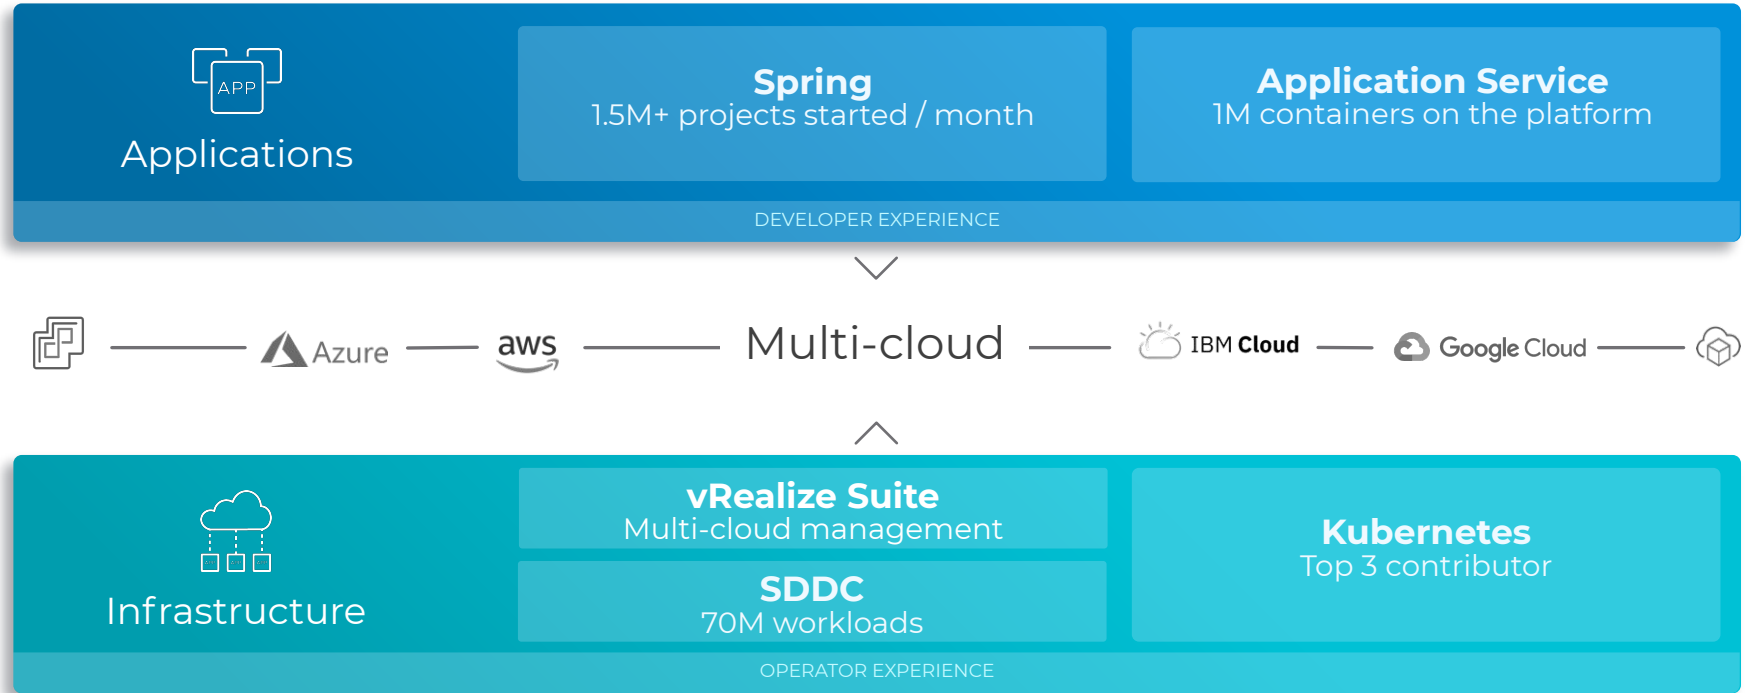 APP
Applications
Spring
1.5M+ projects started / month
Application Service
1M containers on the platform
DEVELOPER EXPERIENCE
Azure
aws
Multi-cloud
IBM Cloud
Google Cloud
Infrastructure
vRealize Suite
Multi-cloud management
SDDC
70M workloads
Kubernetes
Top 3 contributor
OPERATOR EXPERIENCE